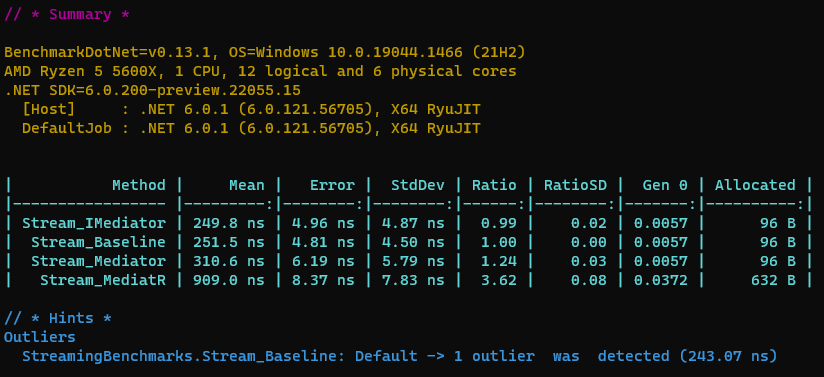 // * Summary *
BenchmarkDotNet=v0.13.1, OS=Windows 10.0.19044.1466 (21H2)
AMD Ryzen 5 5600X, 1 CPU, 12 logical and 6 physical cores
.NET SDK=6.0.200-preview.22055.15
  [Host]     : .NET 6.0.1 (6.0.121.56705), X64 RyuJIT
  DefaultJob : .NET 6.0.1 (6.0.121.56705), X64 RyuJIT
|           Method |     Mean |   Error |  StdDev | Ratio | RatioSD |  Gen 0 | Allocated |
|----------------- |---------:|--------:|--------:|------:|--------:|-------:|----------:|
| Stream_IMediator | 249.8 ns | 4.96 ns | 4.87 ns |  0.99 |    0.02 | 0.0057 |      96 B |
|  Stream_Baseline | 251.5 ns | 4.81 ns | 4.50 ns |  1.00 |    0.00 | 0.0057 |      96 B |
|  Stream_Mediator | 310.6 ns | 6.19 ns | 5.79 ns |  1.24 |    0.03 | 0.0057 |      96 B |
|   Stream_MediatR | 909.0 ns | 8.37 ns | 7.83 ns |  3.62 |    0.08 | 0.0372 |     632 B |
// * Hints *
Outliers
  StreamingBenchmarks.Stream_Baseline: Default -> 1 outlier  was  detected (243.07 ns)